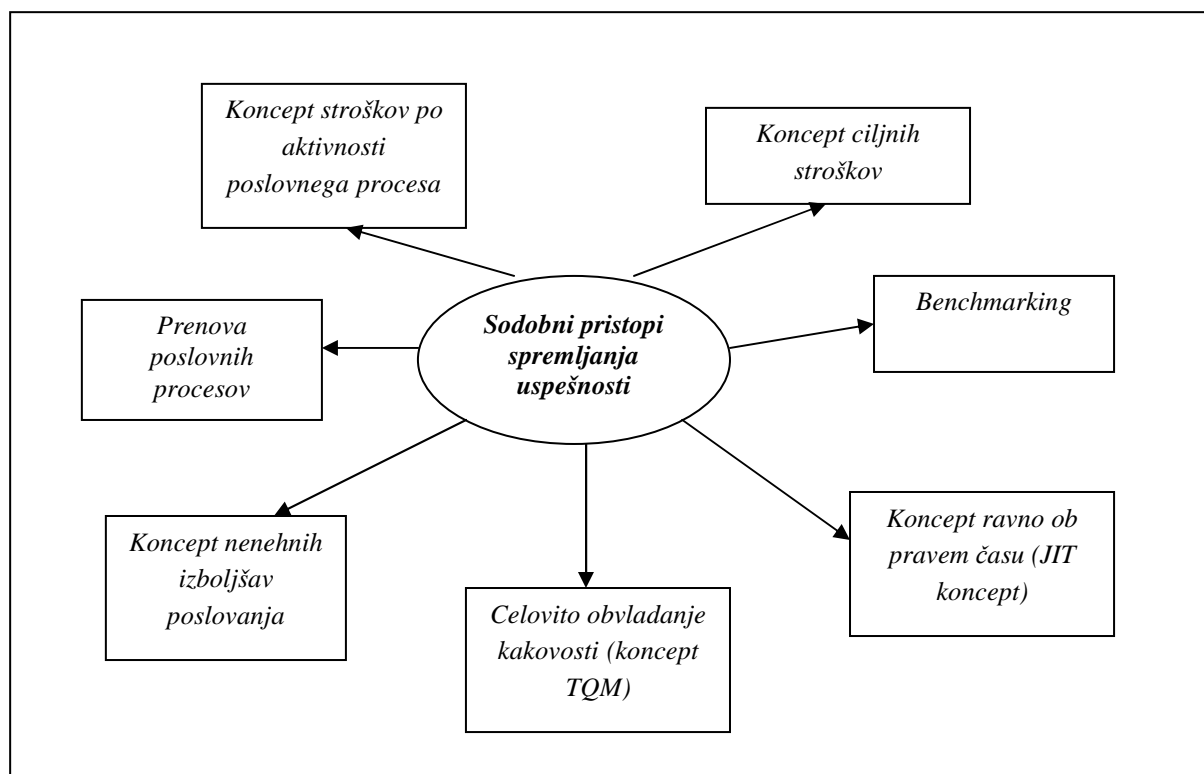 Koncept stroškov po
aktivnosti
poslovnega procesa
Koncept ciljnih
stroškov
Prenova
poslovnih
procesov
Sodobni pristopi
spremljanja
uspešnosti
Benchmarking
Koncept nenehnih
izboljšav
poslovanja
Celovito obvladanje
kakovosti (koncept
TQM)
Koncept ravno ob
pravem času (JIT
koncept)